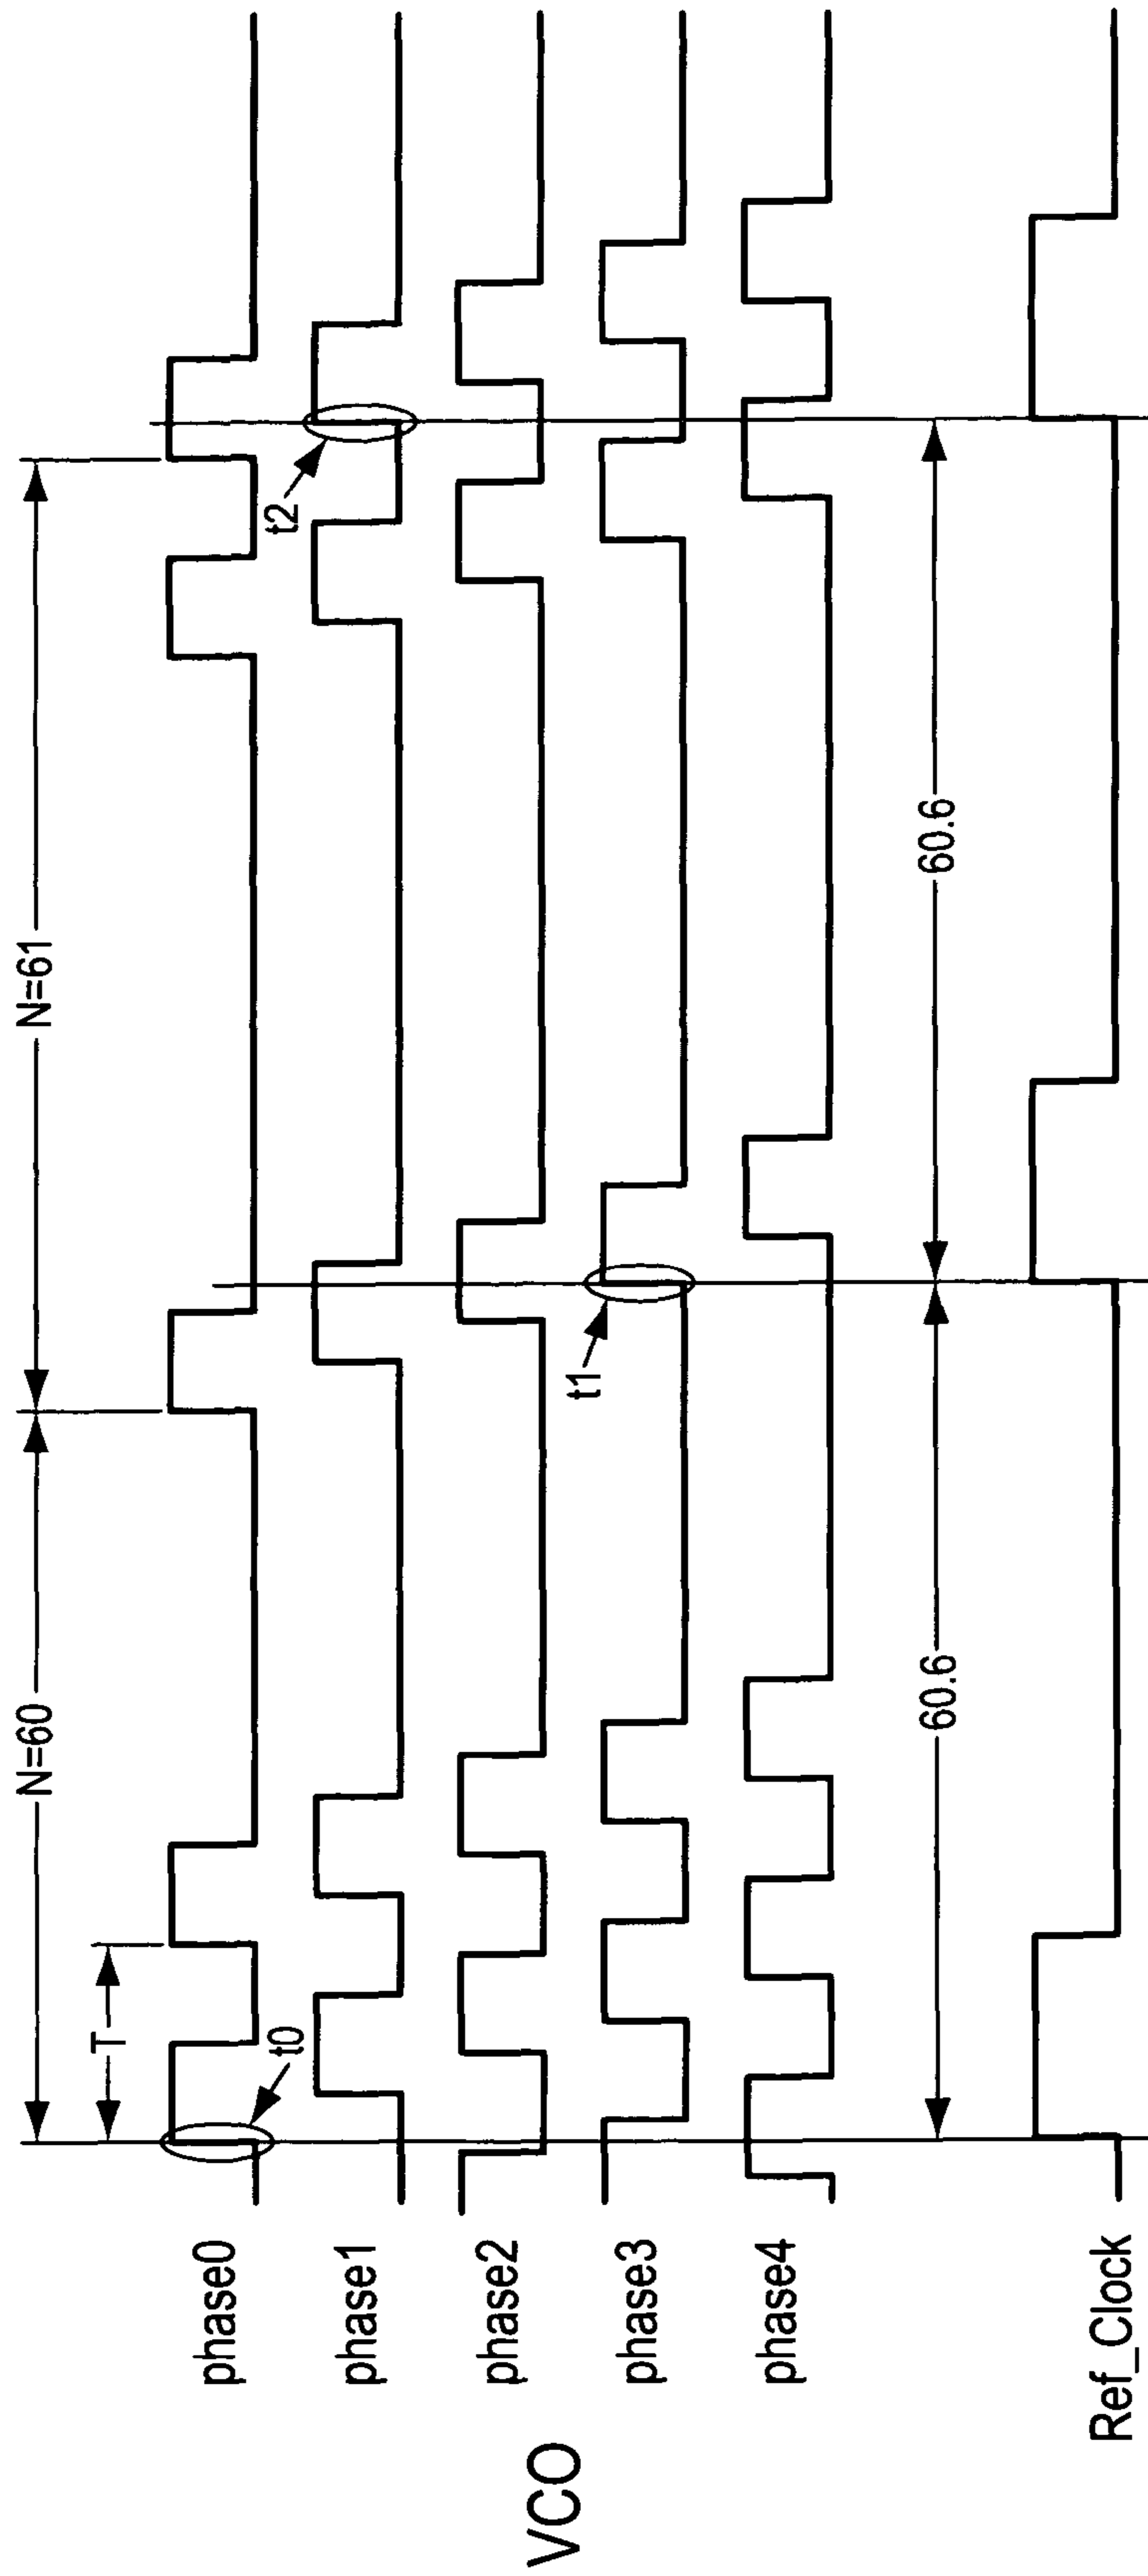 N=60
N=61
T
t0
phase0
phase1
t2
phase2
phase3
t1
phase4
VCO
60.6
60.6
Ref_Clock